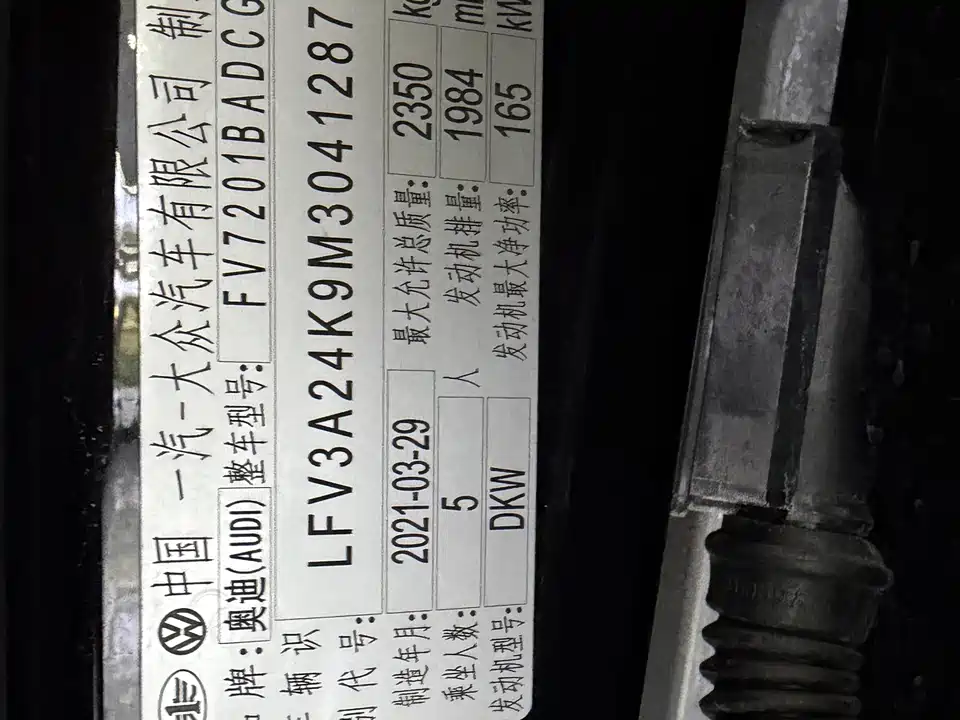 中国 一汽-大众汽车有限公司 制
牌:奥迪(AUDI) 整车型号: FV7201BADCG
辆识
代号: LFV3A24K9M3041287
制造年月: 2021-03-29 最大允许总质量: 2350 kg
乘坐人数: 5 人 发动机排量: 1984
发动机型号: DKW 发动机最大净功率: 165 kW